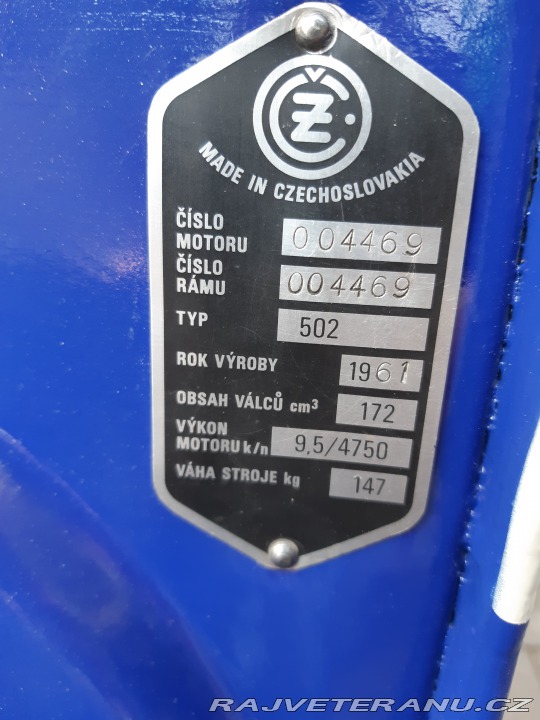 ČZ
MADE IN CZECHOSLOVAKIA
ČÍSLO
MOTORU 004469
ČÍSLO
RÁMU 004469
TYP 502
ROK VÝROBY 1961
OBSAH VÁLCŮ cm³ 172
VÝKON
MOTORU k/n 9,5/4750
VÁHA STROJE kg 147
RAJVETERANU.CZ